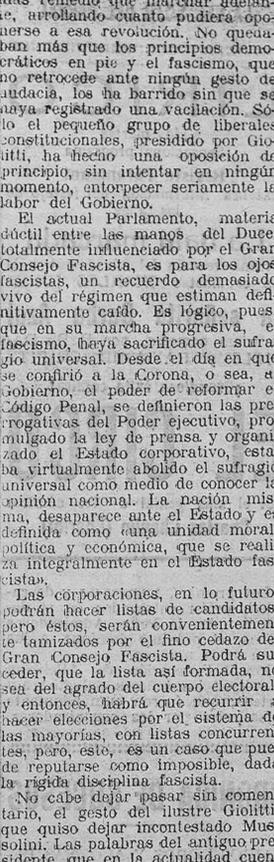 más remedio que marchar adelan-
te, arrollando cuanto pudiera opo-
nerse a esa revolución. No queda-
ban más que los principios demo-
cráticos en pie y el fascismo, que
no retrocede ante ningún gesto de
audacia, los ha barrido sin que se
haya registrado una vacilación. Só-
lo el pequeño grupo de liberales
constitucionales, presidido por Gio-
litti, ha hecho una oposición de
principio, sin intentar en ningún
momento, entorpecer seriamente la
labor del Gobierno.
El actual Parlamento, materia
dúctil entre las manos del Duce
totalmente influenciado por el Gran
Consejo Fascista, es para los ojos
fascistas, un recuerdo demasiado
vivo del régimen que estiman defi
nitivamente caído. Es lógico, pues
que en su marcha progresiva, e
fascismo, haya sacrificado el sufra
gio universal. Desde el día en que
se confirió a la Corona, o sea, a
Gobierno, el poder de reformar e
Código Penal, se definieron las pre
rrogativas del Poder ejecutivo, pro
mulgado la ley de prensa y organi
zado el Estado corporativo, esta
ba virtualmente abolido el sufragio
universal como medio de conocer la
opinión nacional. La nación mis
ma, desaparece ante el Estado y es
definida como «una unidad moral
política y económica, que se reali
za integralmente en el Estado fas
cista».
Las corporaciones, en lo futuro
podrán hacer listas de candidatos
pero éstos, serán convenientemen
te tamizados por el fino cedazo de
Gran Consejo Fascista. Podrá su
ceder, que la lista así formada, no
sea del agrado del cuerpo electoral
y entonces, habrá que recurrir a
hacer elecciones por el sistema de
las mayorías, con listas concurren
tes, pero, este, es un caso que pue
de reputarse como imposible, dada
la rígida disciplina fascista.
No cabe dejar pasar sin comen
tario, el gesto del ilustre Giolitti
que quiso dejar incontestado Mus
solini. Las palabras del antiguo pre
sidente que en la actualidad